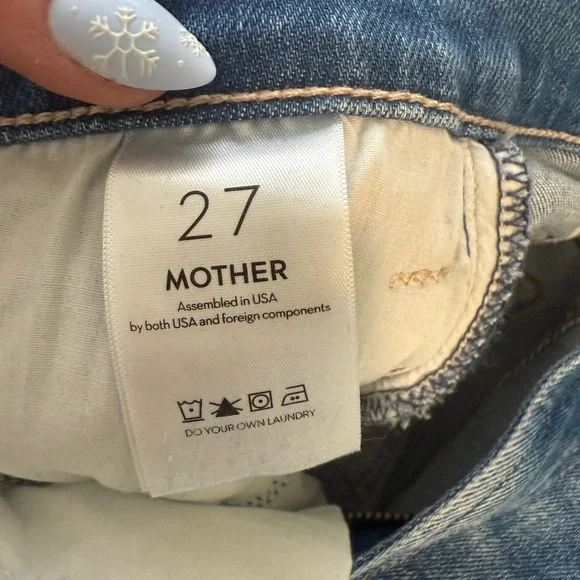 27
MOTHER
Assembled in USA
by both USA and foreign components
DO YOUR OWN LAUNDRY